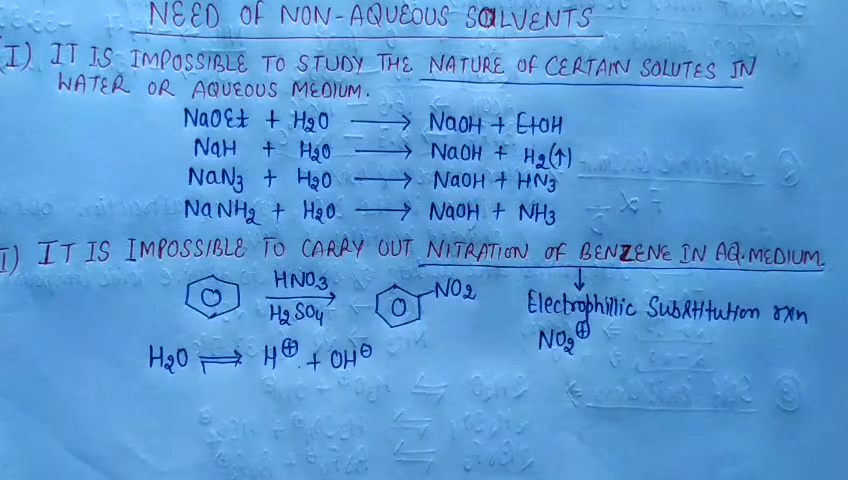 NEED OF NON-AQUEOUS SOLVENTS
I) IT IS IMPOSSIBLE TO STUDY THE NATURE OF CERTAIN SOLUTES IN
WATER OR AQUEOUS MEDIUM.
NaOEt + H2O ⟶ NaOH + EtOH
NaH + H2O ⟶ NaOH + H2(↑)
NaN3 + H2O ⟶ NaOH + HN3
NaNH2 + H2O ⟶ NaOH + NH3
I) IT IS IMPOSSIBLE TO CARRY OUT NITRATION OF BENZENE IN AQ. MEDIUM.
HNO3
H2SO4
NO2
Electrophillic Substitution rxn
NO2⊕
H2O ⇌ H⊕ + OH⊖